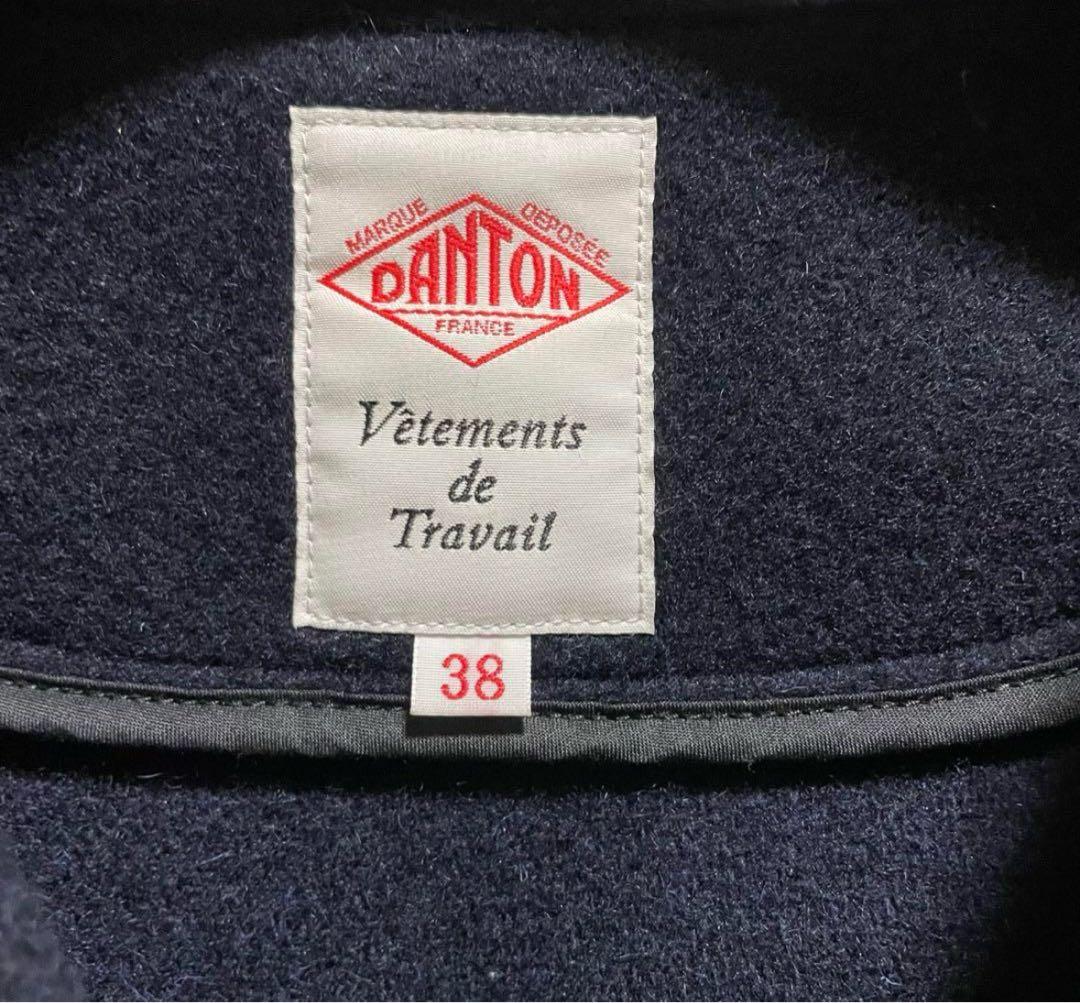 MARQUE DÉPOSÉE
DANTON
FRANCE
Vêtements
de
Travail
38